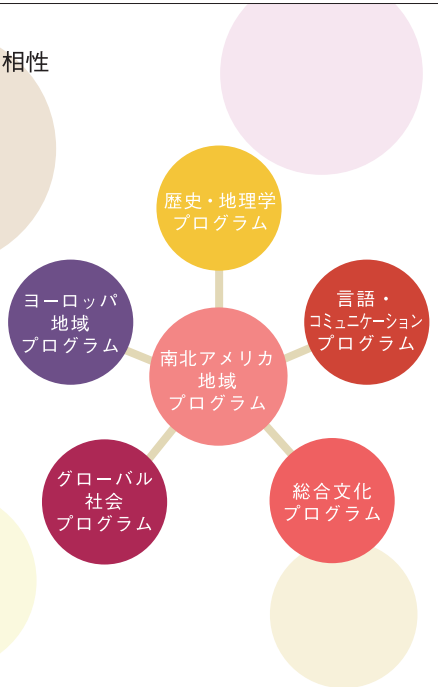 相性
歴史・地理学
プログラム
ヨーロッパ
地域
プログラム
言語・
コミュニケーション
プログラム
南北アメリカ
地域
プログラム
グローバル
社会
プログラム
総合文化
プログラム